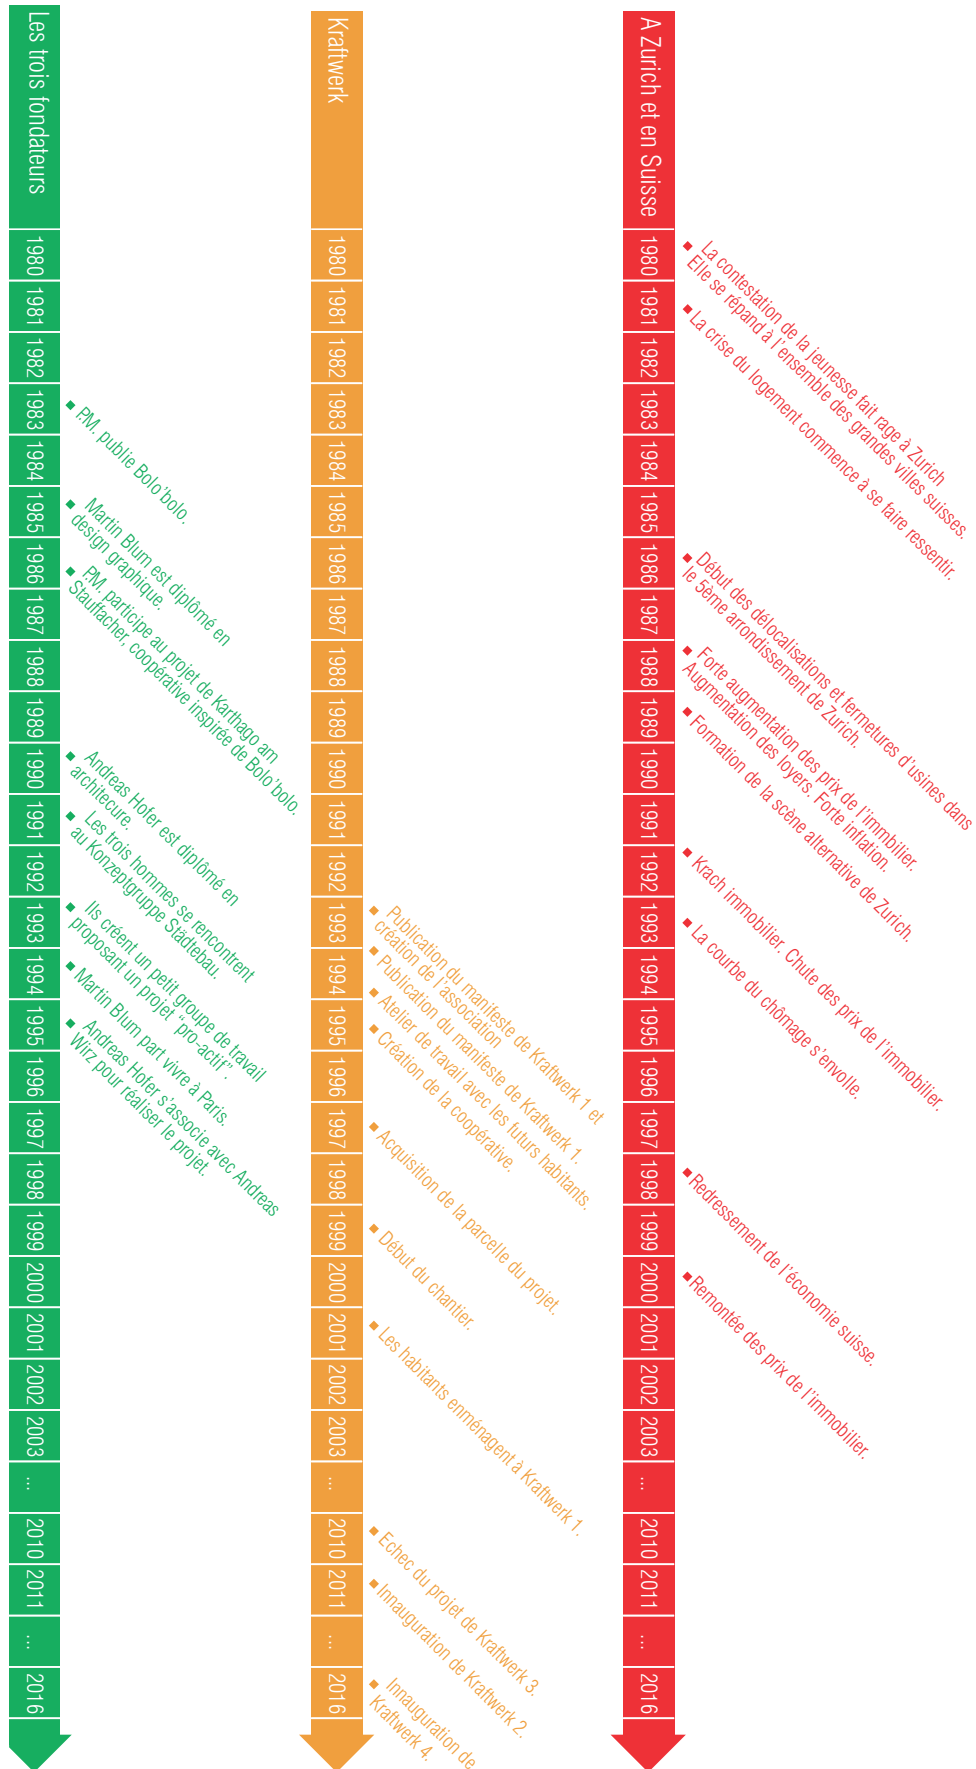 Les trois fondateurs
1980
1981
1982
1983
1984
1985
1986
1987
1988
1989
1990
1991
1992
1993
1994
1995
1996
1997
1998
1999
2000
2001
2002
2003
...
2010
2011
...
2016
P.M. publie Bolo'bolo.
Martin Blum est diplômé en
design graphique.
P.M. participe au projet de Karthago am
Stauffacher, coopérative inspirée de Bolo'bolo.
Andreas Hofer est diplômé en
architecure.
Les trois hommes se rencontrent
au Konzeptgruppe Städtebau.
Ils créent un petit groupe de travail
proposant un projet "pro-actif".
Martin Blum part vivre à Paris.
Andreas Hofer s'associe avec Andreas
Wirz pour réaliser le projet.
Kraftwerk
1980
1981
1982
1983
1984
1985
1986
1987
1988
1989
1990
1991
1992
1993
1994
1995
1996
1997
1998
1999
2000
2001
2002
2003
...
2010
2011
...
2016
Publication du manifeste de Kraftwerk 1 et
création de l'association
Publication du manifeste de Kraftwerk 1.
Atelier de travail avec les futurs habitants.
Création de la coopérative.
Acquisition de la parcelle du projet.
Début du chantier.
Les habitants enménagent à Kraftwerk 1.
Echec du projet de Kraftwerk 3.
Innauguration de Kraftwerk 2.
Innauguration de
Kraftwerk 4.
A Zurich et en Suisse
1980
1981
1982
1983
1984
1985
1986
1987
1988
1989
1990
1991
1992
1993
1994
1995
1996
1997
1998
1999
2000
2001
2002
2003
...
2010
2011
...
2016
La contestation de la jeunesse fait rage à Zurich
Elle se répand à l'ensemble des grandes villes suisses.
La crise du logement commence à se faire ressentir.
Début des délocalisations et fermetures d'usines dans
le 5ème arrondissement de Zurich.
Forte augmentation des prix de l'immbilier.
Augmentation des loyers. Forte inflation.
Formation de la scène alternative de Zurich.
Krach immobilier. Chute des prix de l'immobilier.
La courbe du chômage s'envolle.
Redressement de l'économie suisse.
Remontée des prix de l'immobilier.